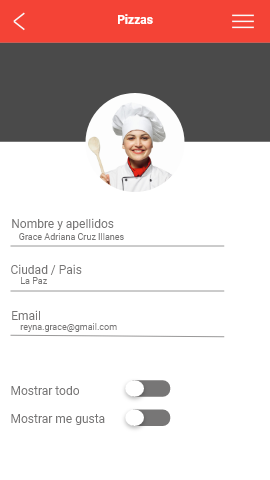 Pizzas
Nombre y apellidos
Grace Adriana Cruz Illanes
Ciudad / Pais
La Paz
Email
reyna.grace@gmail.com
Mostrar todo
Mostrar me gusta